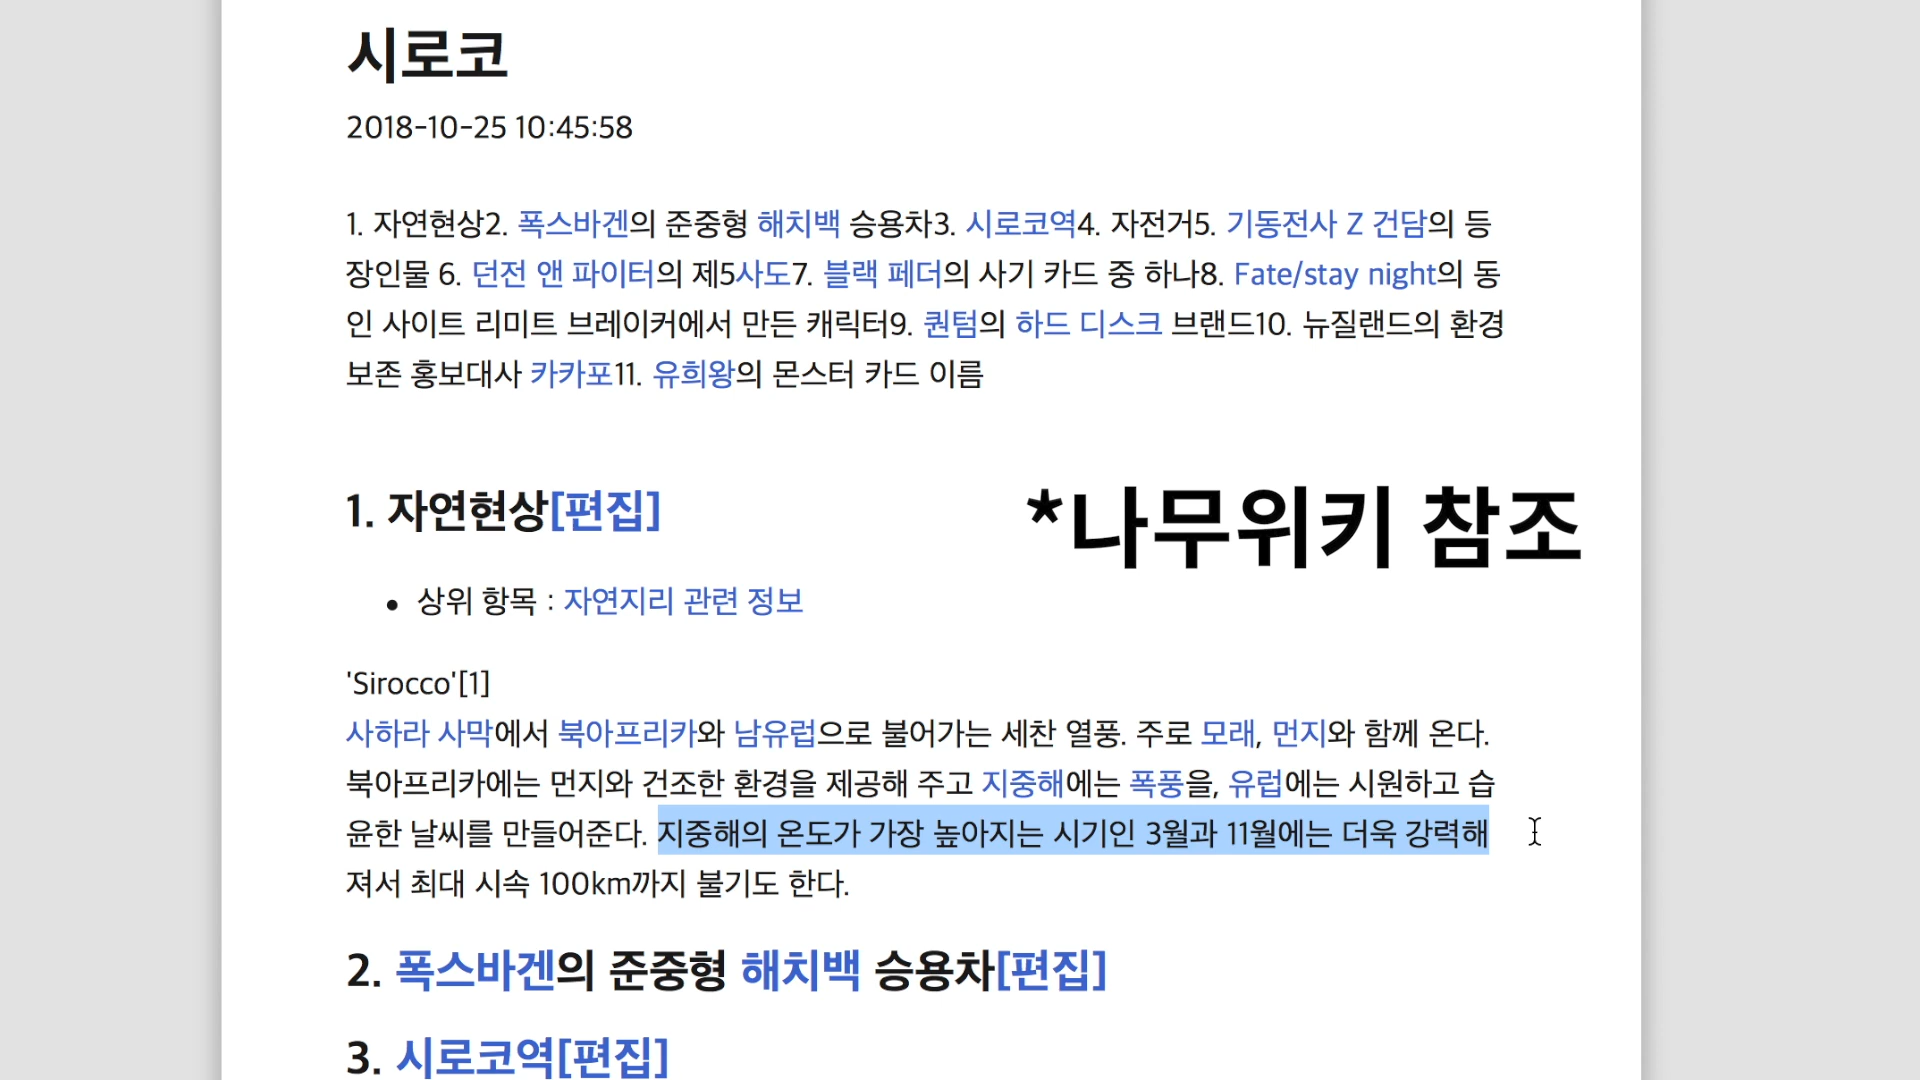 시로코
2018-10-25 10:45:58
1. 자연현상2. 폭스바겐의 준중형 해치백 승용차3. 시로코역4. 자전거5. 기동전사 Z 건담의 등
장인물 6. 던전 앤 파이터의 제5사도7. 블랙 페더의 사기 카드 중 하나8. Fate/stay night의 동
인 사이트 리미트 브레이커에서 만든 캐릭터9. 퀀텀의 하드 디스크 브랜드10. 뉴질랜드의 환경
보존 홍보대사 카카포11. 유희왕의 몬스터 카드 이름
1. 자연현상[편집]
*나무위키 참조
• 상위 항목 : 자연지리 관련 정보
'Sirocco'[1]
사하라 사막에서 북아프리카와 남유럽으로 불어가는 세찬 열풍. 주로 모래, 먼지와 함께 온다.
북아프리카에는 먼지와 건조한 환경을 제공해 주고 지중해에는 폭풍을, 유럽에는 시원하고 습
윤한 날씨를 만들어준다. 지중해의 온도가 가장 높아지는 시기인 3월과 11월에는 더욱 강력해
져서 최대 시속 100km까지 불기도 한다.
2. 폭스바겐의 준중형 해치백 승용차[편집]
3. 시로코역[편집]